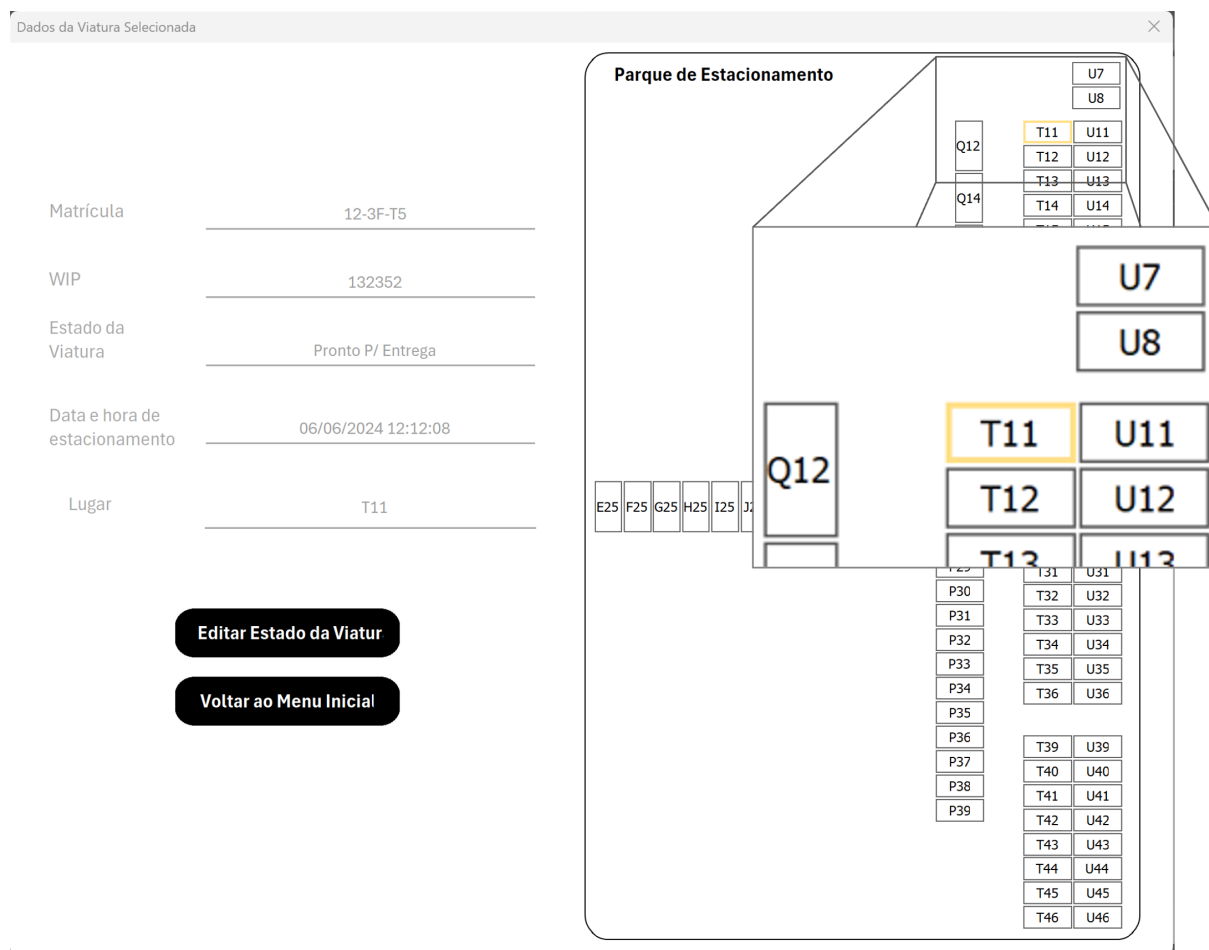 Dados da Viatura Selecionada
Parque de Estacionamento
Matrícula
12-3F-T5
WIP
132352
Estado da
Viatura
Pronto P/ Entrega
Data e hora de
estacionamento
06/06/2024 12:12:08
Lugar
T11
Editar Estado da Viatur
Voltar ao Menu Inicial
U7
U8
Q12
T11 U11
T12 U12
T13 U13
Q14
T14 U14
U7
U8
T11 U11
Q12
T12 U12
T13 U13
E25 F25 G25 H25 I25
T31 U31
P30
T32 U32
P31
T33 U33
P32
T34 U34
P33
T35 U35
P34
T36 U36
P35
P36
T39 U39
P37
T40 U40
P38
T41 U41
P39
T42 U42
T43 U43
T44 U44
T45 U45
T46 U46